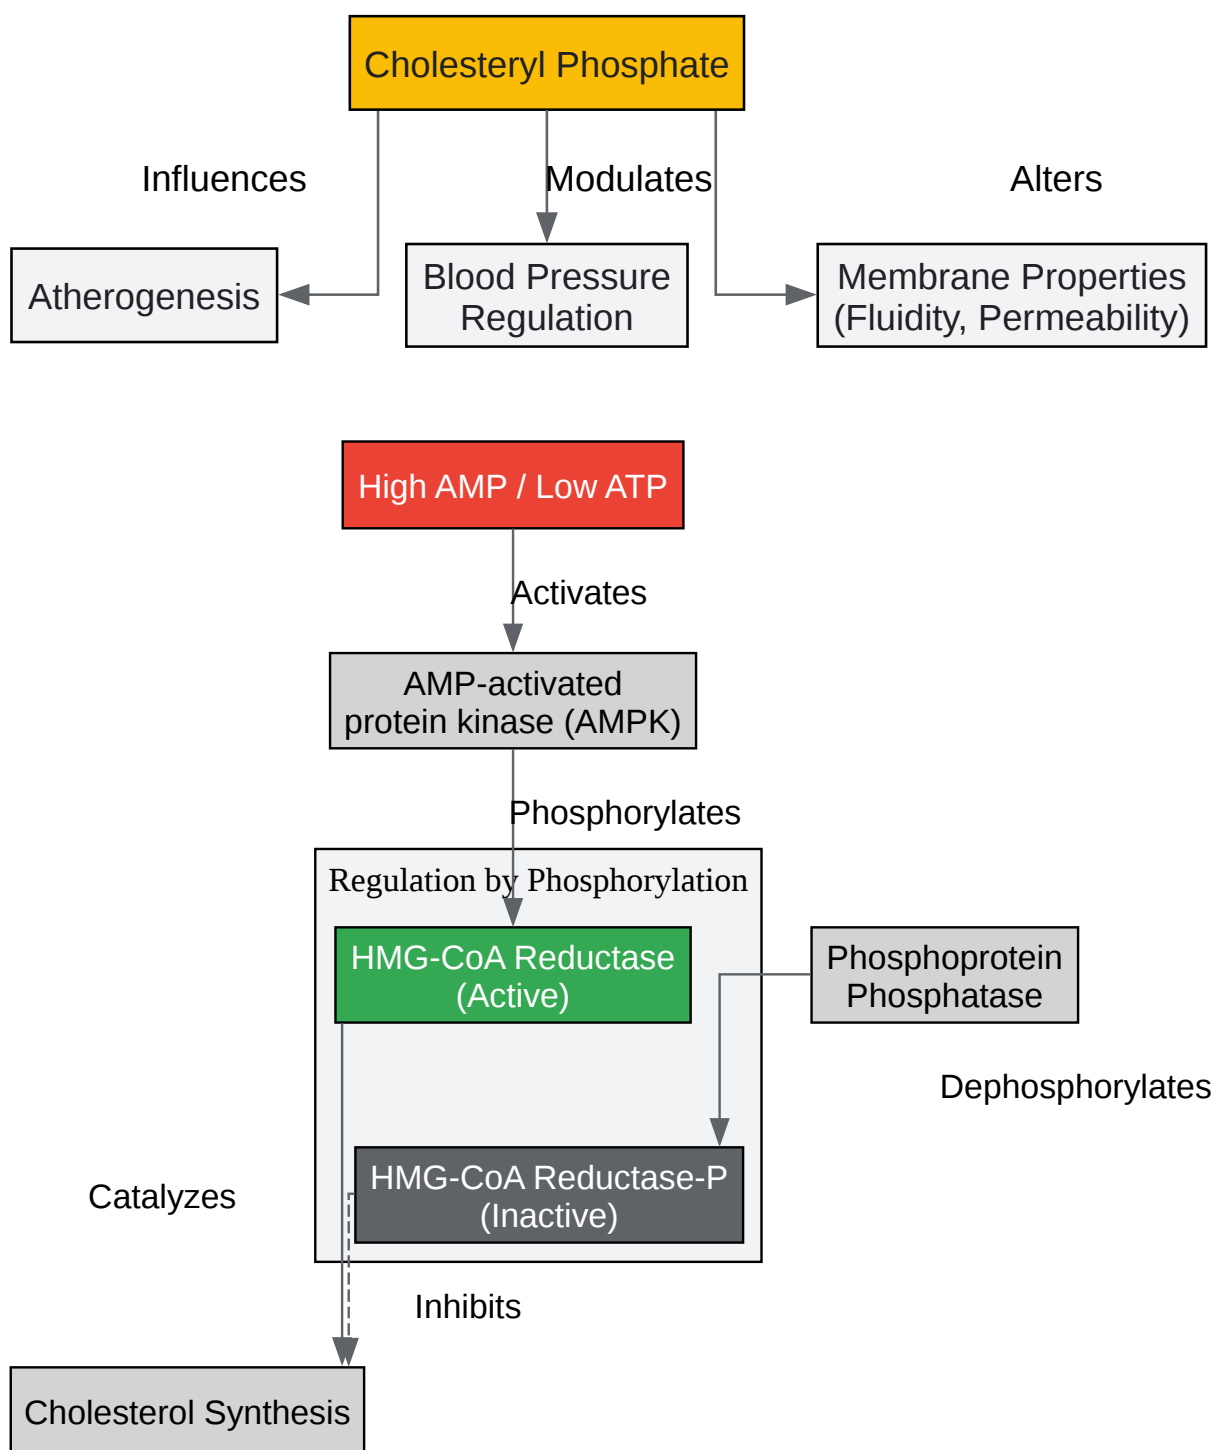 Cholesteryl Phosphate
Influences
Modulates
Alters
Atherogenesis
Blood Pressure
Regulation
Membrane Properties
(Fluidity, Permeability)
High AMP / Low ATP
Activates
AMP-activated
protein kinase (AMPK)
Phosphorylates
Regulation by Phosphorylation
HMG-CoA Reductase
(Active)
Phosphoprotein
Phosphatase
Dephosphorylates
HMG-CoA Reductase-P
(Inactive)
Catalyzes
Inhibits
Cholesterol Synthesis